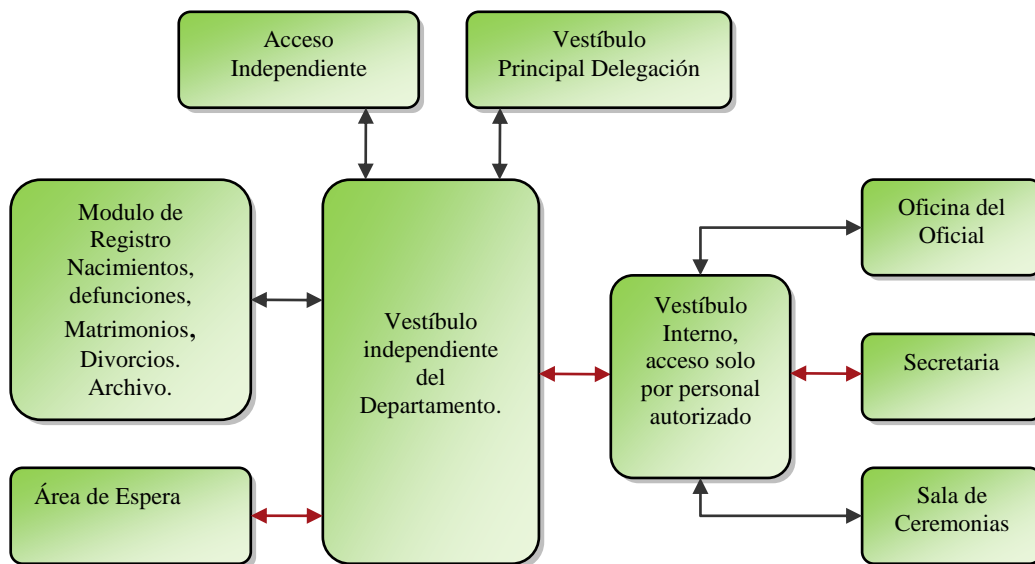 Acceso
Independiente
Vestíbulo
Principal Delegación
Modulo de
Registro
Nacimientos,
defunciones,
Matrimonios,
Divorcios.
Archivo.
Área de Espera
Vestíbulo
independiente
del
Departamento.
Vestíbulo
Interno,
acceso solo
por personal
autorizado
Oficina del
Oficial
Secretaria
Sala de
Ceremonias